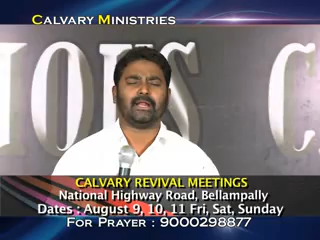 CALVARY MINISTRIES
IONS C
CALVARY REVIVAL MEETINGS
National Highway Road, Bellampally
Dates : August 9, 10, 11 Fri, Sat, Sunday
FOR PRAYER : 9000298877